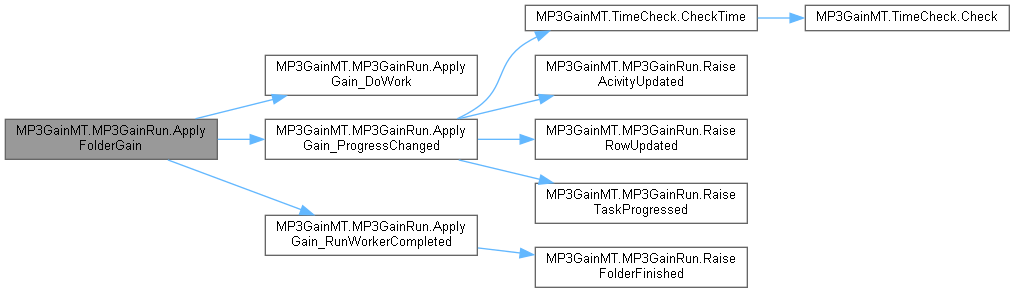 MP3GainMT.MP3GainRun.Apply
FolderGain
MP3GainMT.MP3GainRun.Apply
Gain_DoWork
MP3GainMT.MP3GainRun.Apply
Gain_ProgressChanged
MP3GainMT.MP3GainRun.Apply
Gain_RunWorkerCompleted
MP3GainMT.TimeCheck.CheckTime
MP3GainMT.MP3GainRun.Raise
AcivityUpdated
MP3GainMT.MP3GainRun.Raise
RowUpdated
MP3GainMT.MP3GainRun.Raise
TaskProgressed
MP3GainMT.MP3GainRun.Raise
FolderFinished
MP3GainMT.TimeCheck.Check